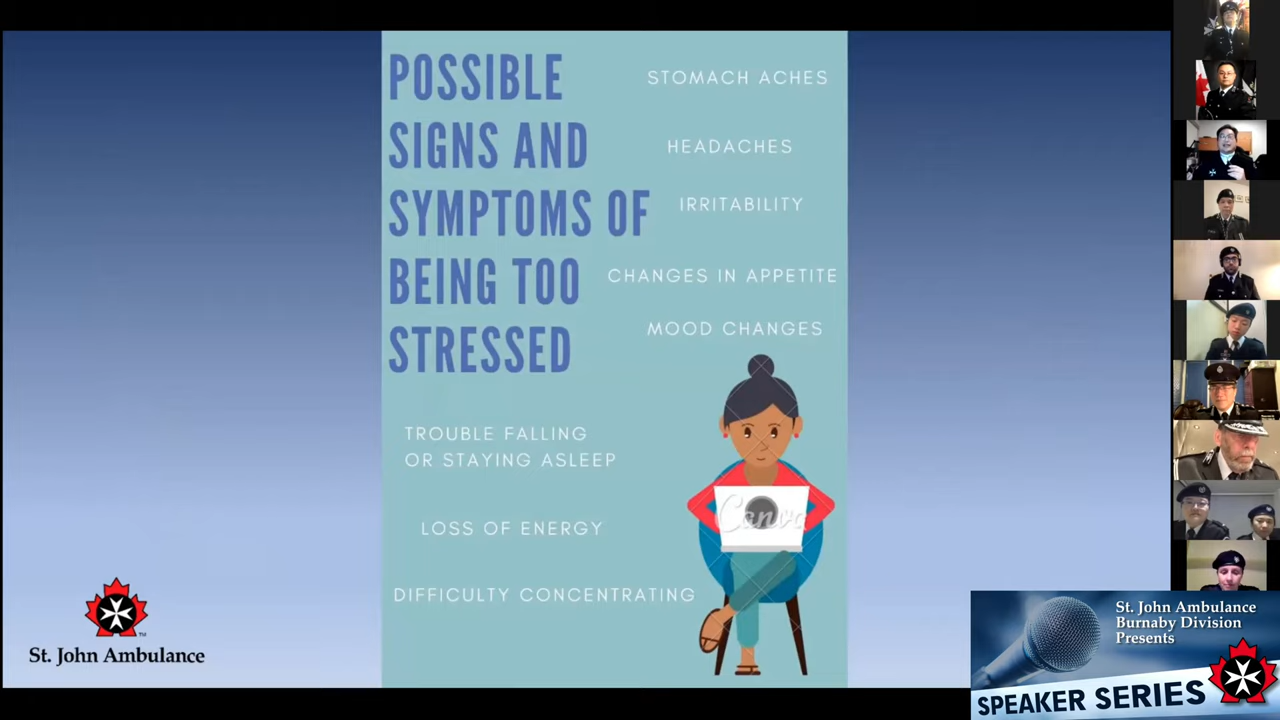 POSSIBLE
SIGNS AND
SYMPTOMS OF
BEING TOO
STRESSED
STOMACH ACHES
HEADACHES
IRRITABILITY
CHANGES IN APPETITE
MOOD CHANGES
TROUBLE FALLING
OR STAYING ASLEEP
LOSS OF ENERGY
DIFFICULTY CONCENTRATING
Canva
TM
St. John Ambulance
St. John Ambulance
Burnaby Division
Presents
SPEAKER SERIES